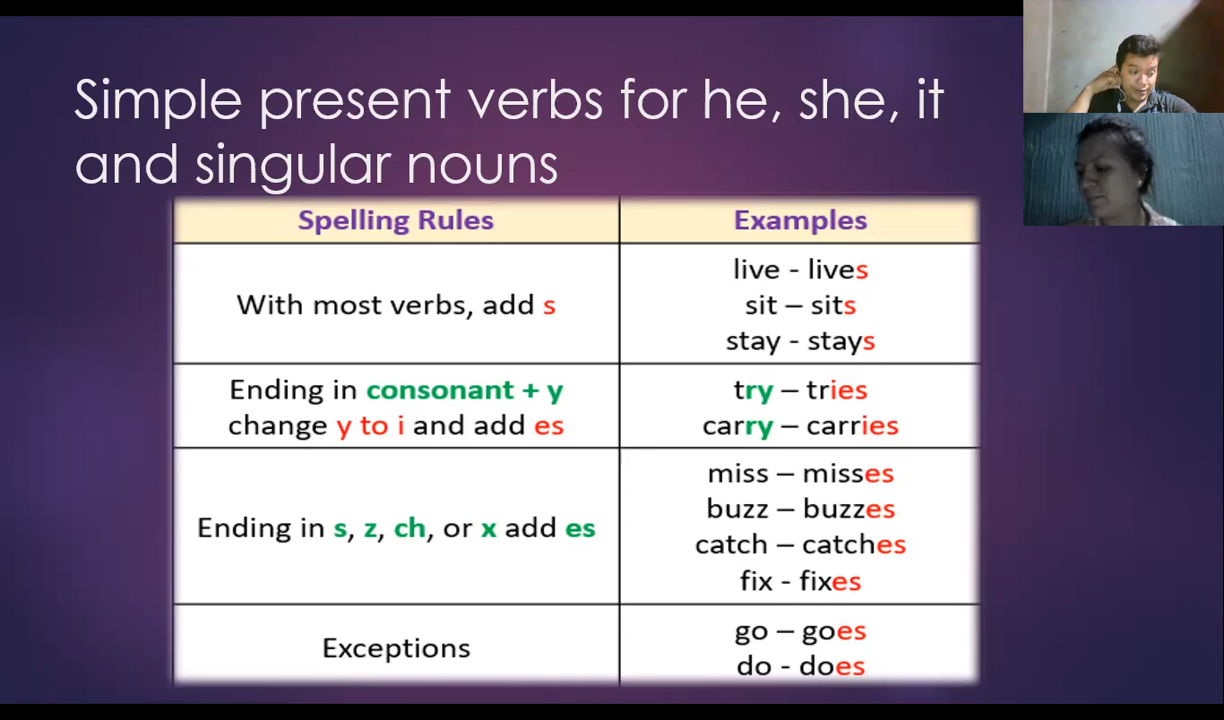 Simple present verbs for he, she, it
and singular nouns
Spelling Rules
Examples
With most verbs, add s
live - lives
sit – sits
stay - stays
Ending in consonant + y
change y to i and add es
try – tries
carry – carries
Ending in s, z, ch, or x add es
miss – misses
buzz – buzzes
catch – catches
fix - fixes
Exceptions
go – goes
do - does